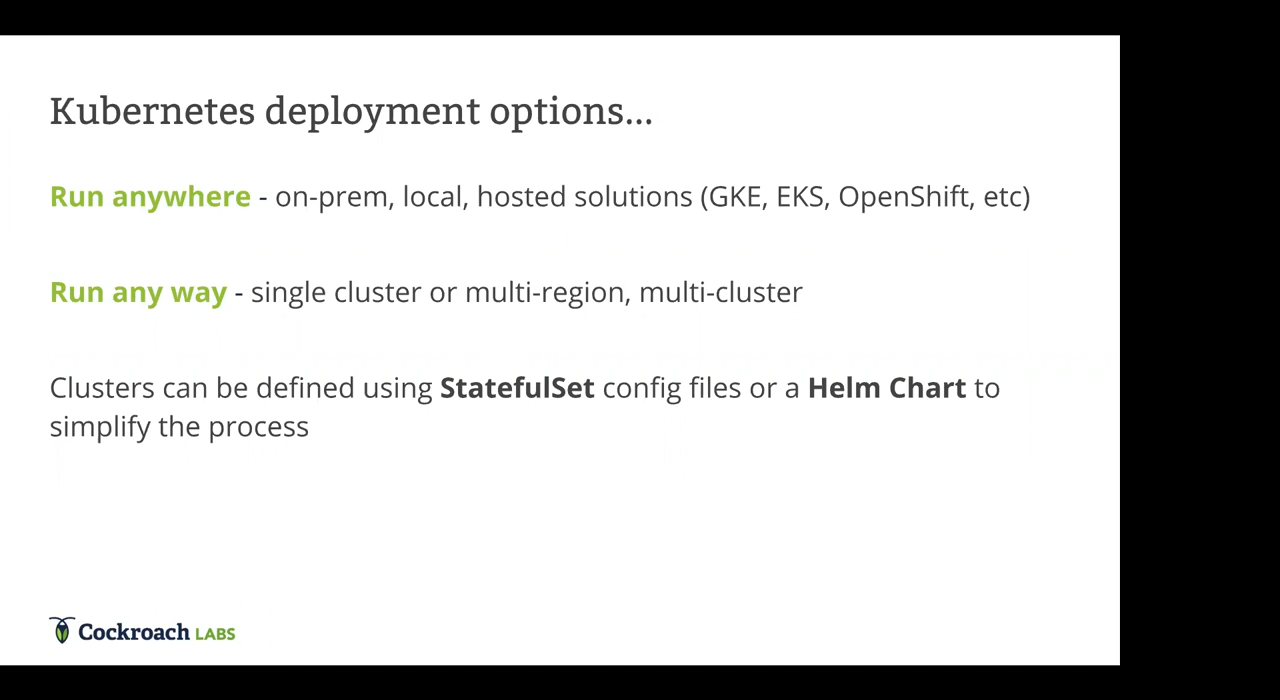 Kubernetes deployment options...
Run anywhere - on-prem, local, hosted solutions (GKE, EKS, OpenShift, etc)
Run any way - single cluster or multi-region, multi-cluster
Clusters can be defined using StatefulSet config files or a Helm Chart to
simplify the process
Cockroach LABS